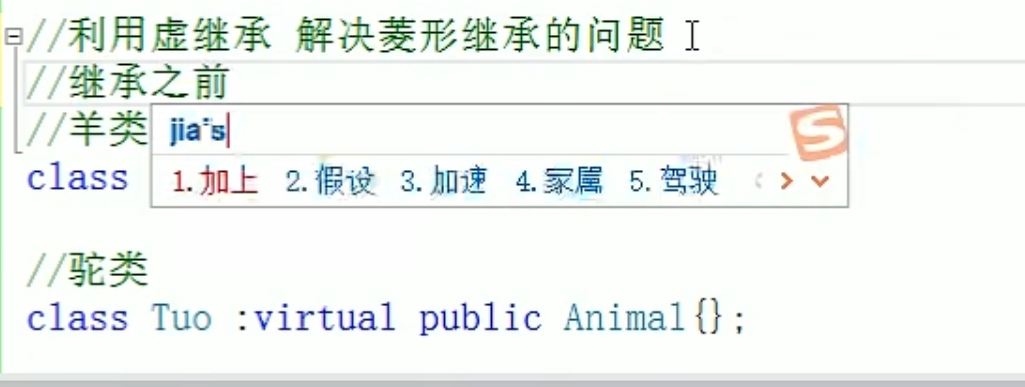 //利用虚继承 解决菱形继承的问题
//继承之前
//羊类
jia's
class
1.加上 2.假设 3.加速 4.家属 5.驾驶
//驼类
class Tuo :virtual public Animal{};